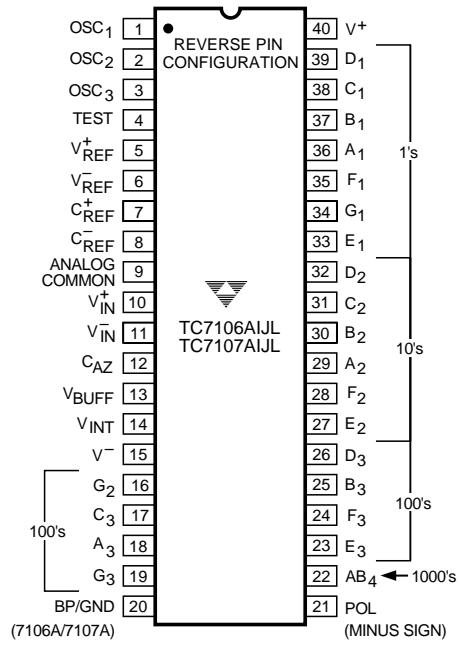 OSC1 1 40 V+
REVERSE PIN
CONFIGURATION
OSC2 2 39 D1
OSC3 3 38 C1
TEST 4 37 B1
V+REF 5 36 A1
1's
V–REF 6 35 F1
C+REF 7 34 G1
C–REF 8 33 E1
ANALOG
COMMON 9 32 D2
V+IN 10 31 C2
V–IN 11 30 B2
TC7106AIJL
TC7107AIJL
10's
CAZ 12 29 A2
VBUFF 13 28 F2
VINT 14 27 E2
V– 15 26 D3
G2 16 25 B3
100's
C3 17 24 F3
100's
A3 18 23 E3
G3 19 22 AB4 1000's
BP/GND 20 21 POL
(7106A/7107A) (MINUS SIGN)